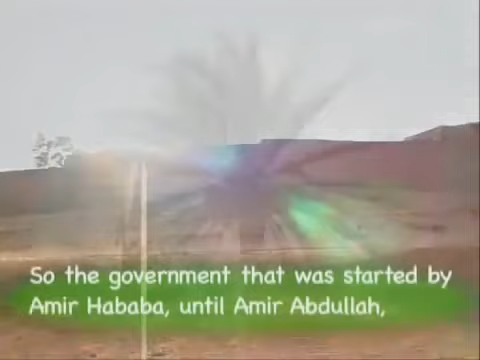 So the government that was started by
Amir Hababa, until Amir Abdullah,